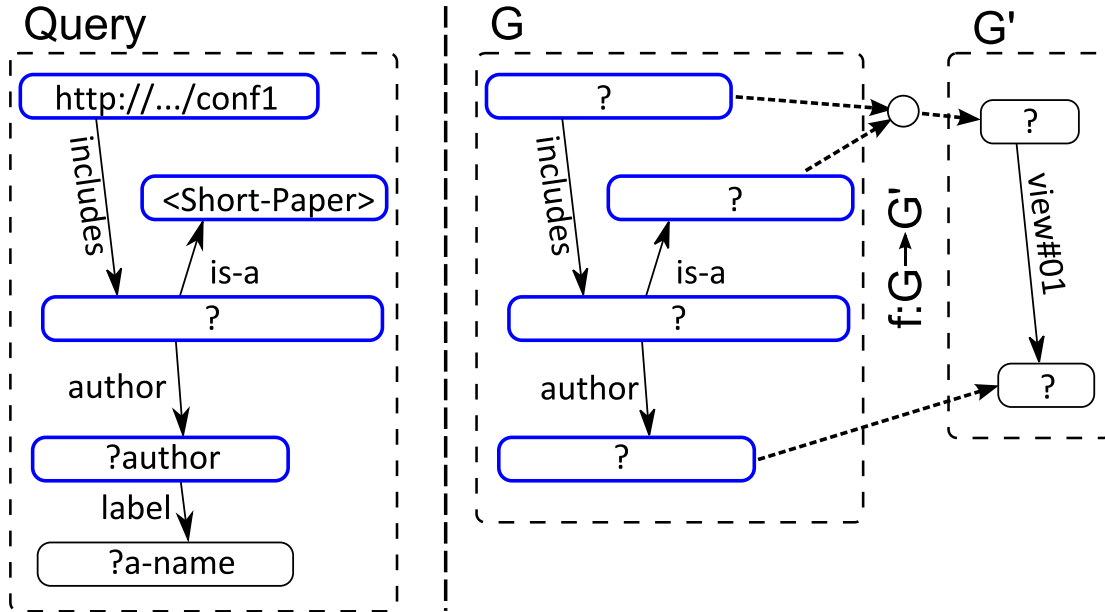 Query
http://.../conf1
includes
<Short-Paper>
is-a
?
author
?author
label
?a-name
G
?
includes
?
is-a
?
author
?
f:G→G'
G'
?
view#01
?